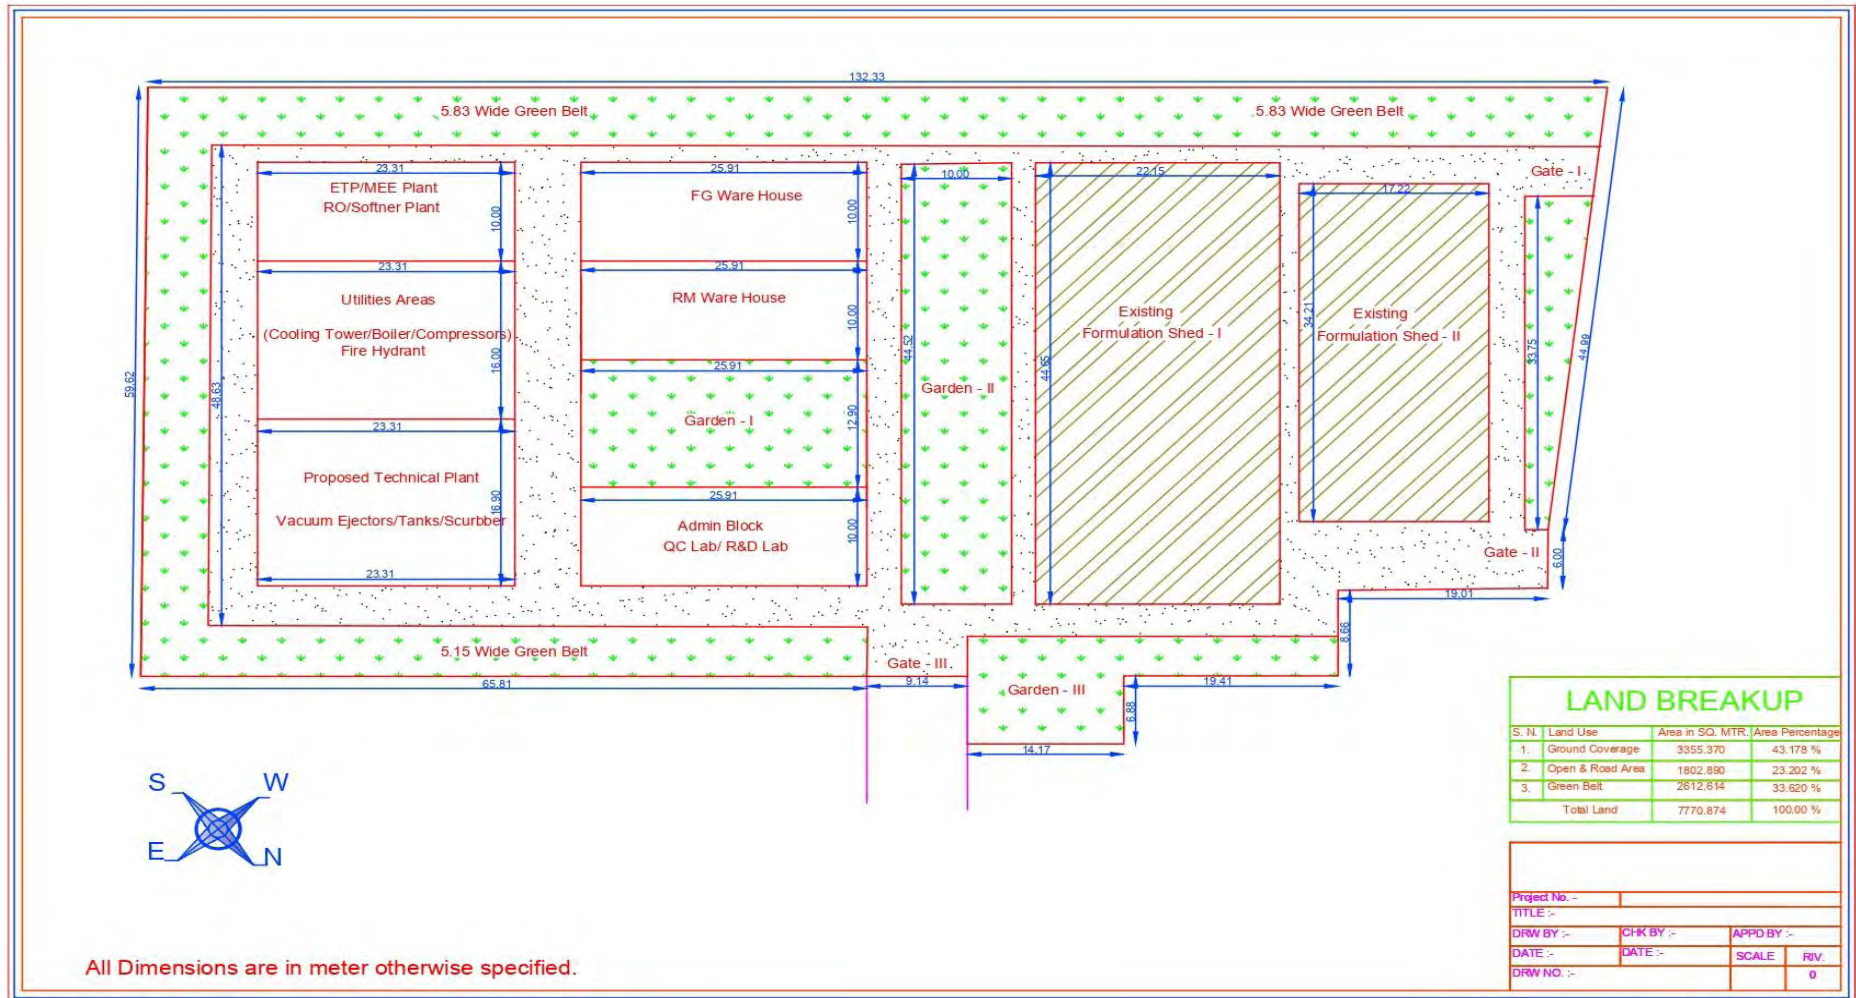 132.33
5.83 Wide Green Belt
5.83 Wide Green Belt
59.62
48.63
23.31
ETP/MEE Plant
RO/Softner Plant
10.00
23.31
Utilities Areas
(Cooling Tower/Boiler/Compressors)
Fire Hydrant
16.00
23.31
Proposed Technical Plant
Vacuum Ejectors/Tanks/Scurbber
16.90
23.31
25.91
FG Ware House
10.00
25.91
RM Ware House
10.00
25.91
Garden - I
12.90
25.91
Admin Block
QC Lab/ R&D Lab
10.00
10.00
44.52
Garden - II
22.15
44.65
Existing
Formulation Shed - I
17.22
34.21
Existing
Formulation Shed - II
Gate - I
33.75
44.99
Gate - II
6.00
19.01
8.66
5.15 Wide Green Belt
65.81
Gate - III
9.14
Garden - III
19.41
6.88
14.17
S
W
E
N
LAND BREAKUP
S. N. Land Use Area in SQ. MTR. Area Percentage
1. Ground Coverage 3355.370 43.178 %
2. Open & Road Area 1802.890 23.202 %
3. Green Belt 2612.614 33.620 %
Total Land 7770.874 100.00 %
Project No. -
TITLE :-
DRW BY :- CHK BY :- APPD BY :-
DATE :- DATE :- SCALE RIV.
DRW NO. :- 0
All Dimensions are in meter otherwise specified.